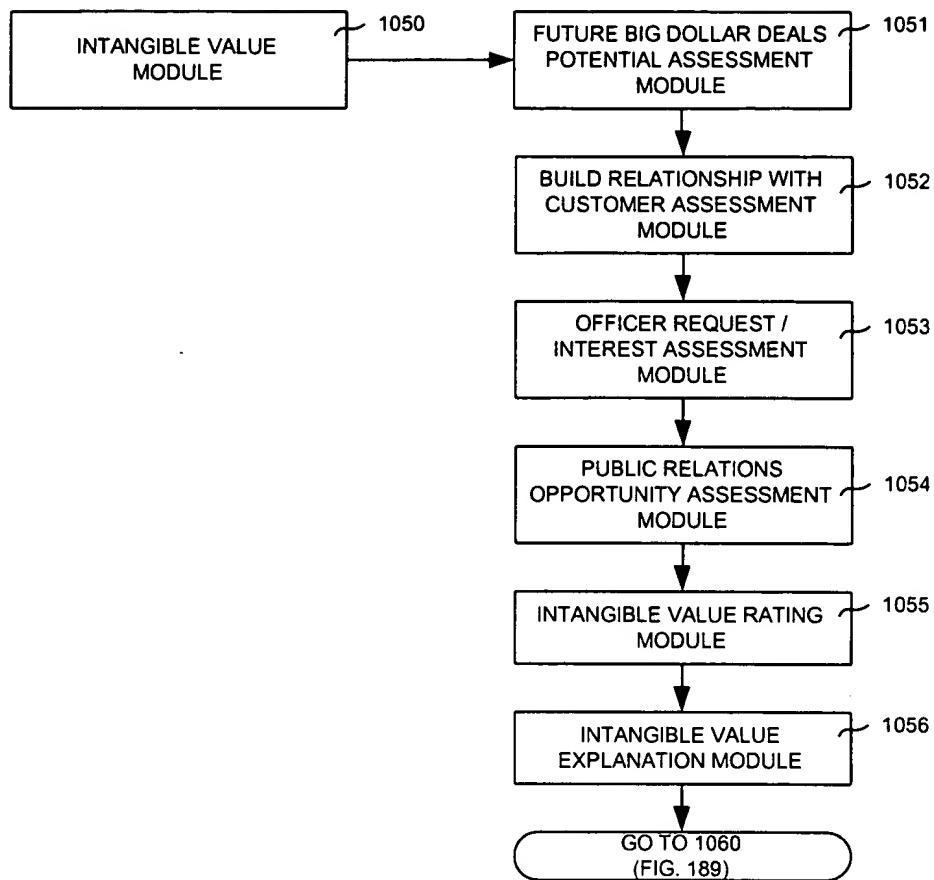 INTANGIBLE VALUE
MODULE
1050
FUTURE BIG DOLLAR DEALS
POTENTIAL ASSESSMENT
MODULE
1051
BUILD RELATIONSHIP WITH
CUSTOMER ASSESSMENT
MODULE
1052
OFFICER REQUEST /
INTEREST ASSESSMENT
MODULE
1053
PUBLIC RELATIONS
OPPORTUNITY ASSESSMENT
MODULE
1054
INTANGIBLE VALUE RATING
MODULE
1055
INTANGIBLE VALUE
EXPLANATION MODULE
1056
GO TO 1060
(FIG. 189)